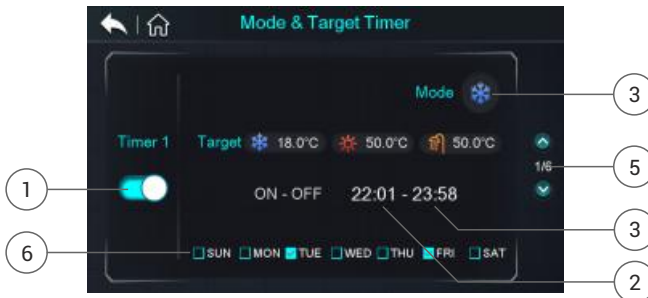 Mode & Target Timer
Mode
3
Timer 1
Target 18.0°C 50.0°C 50.0°C
1/6
5
1
ON - OFF 22:01 - 23:58
3
6
SUN MON TUE WED THU FRI SAT
2